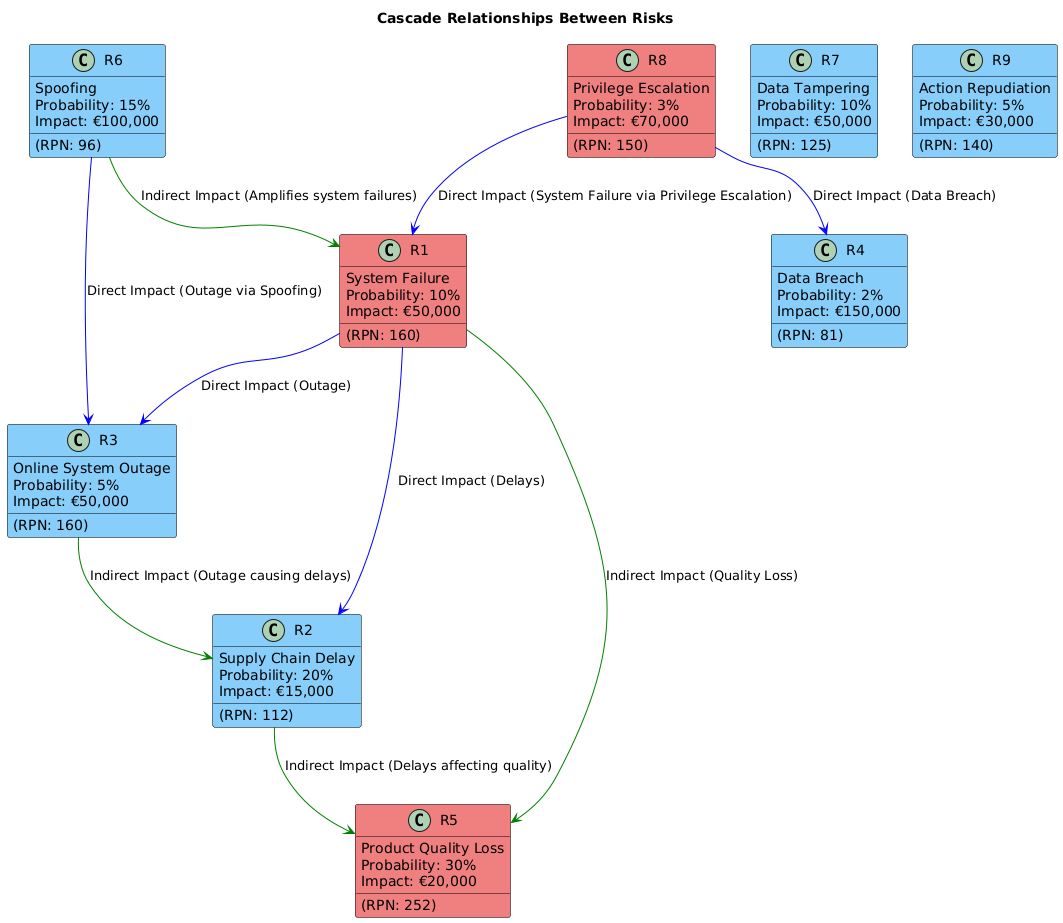 Cascade Relationships Between Risks
C R6
Spoofing
Probability: 15%
Impact: €100,000
(RPN: 96)
C R8
Privilege Escalation
Probability: 3%
Impact: €70,000
(RPN: 150)
C R7
Data Tampering
Probability: 10%
Impact: €50,000
(RPN: 125)
C R9
Action Repudiation
Probability: 5%
Impact: €30,000
(RPN: 140)
Indirect Impact (Amplifies system failures)
Direct Impact (System Failure via Privilege Escalation)
Direct Impact (Data Breach)
C R1
System Failure
Probability: 10%
Impact: €50,000
(RPN: 160)
C R4
Data Breach
Probability: 2%
Impact: €150,000
(RPN: 81)
Direct Impact (Outage via Spoofing)
Direct Impact (Outage)
C R3
Online System Outage
Probability: 5%
Impact: €50,000
(RPN: 160)
Direct Impact (Delays)
Indirect Impact (Outage causing delays)
Indirect Impact (Quality Loss)
C R2
Supply Chain Delay
Probability: 20%
Impact: €15,000
(RPN: 112)
Indirect Impact (Delays affecting quality)
C R5
Product Quality Loss
Probability: 30%
Impact: €20,000
(RPN: 252)